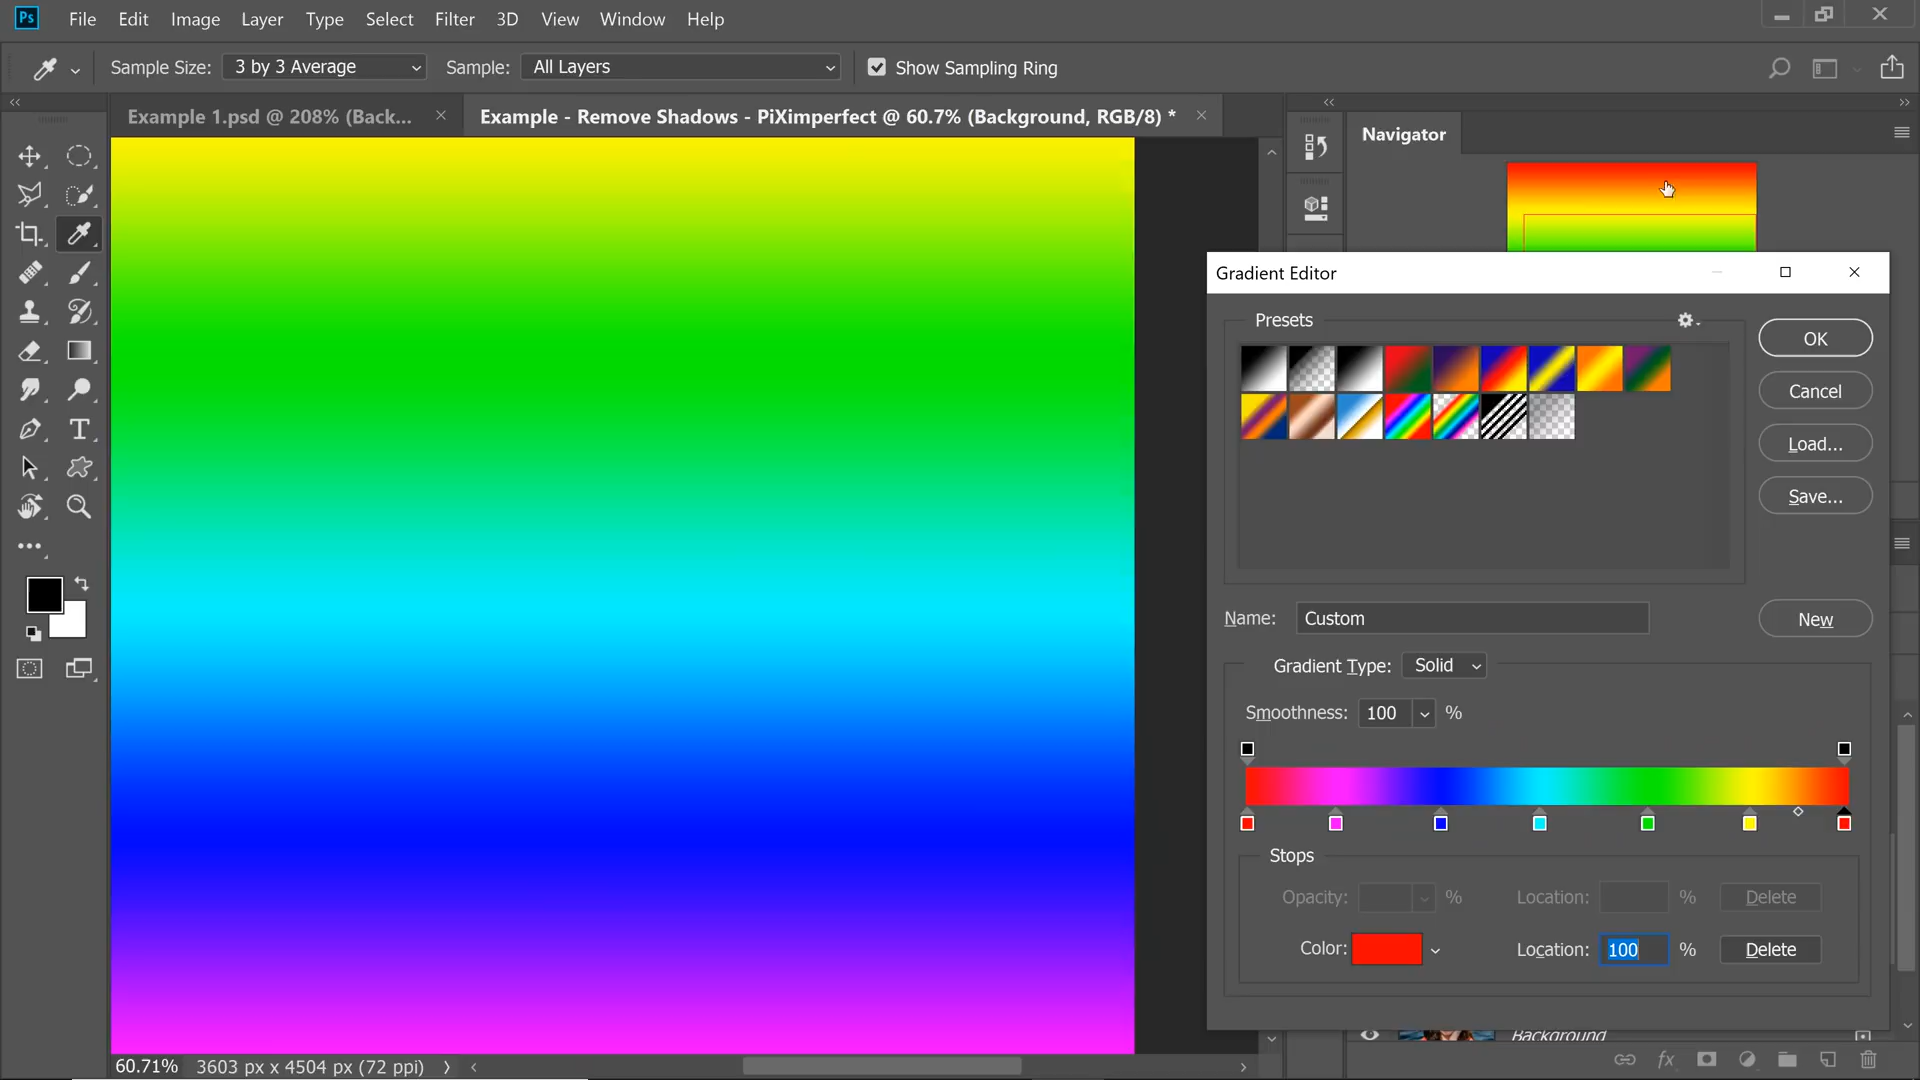 Ps File Edit Image Layer Type Select Filter 3D View Window Help
Sample Size: 3 by 3 Average Sample: All Layers Show Sampling Ring
Example 1.psd @ 208% (Back... Example - Remove Shadows - PiXimperfect @ 60.7% (Background, RGB/8) *
Navigator
Gradient Editor
Presets
OK
Cancel
Load...
Save...
Name: Custom New
Gradient Type: Solid
Smoothness: 100 %
Stops
Opacity: % Location: % Delete
Color: Location: 100 % Delete
Background
60.71% 3603 px x 4504 px (72 ppi)
fx